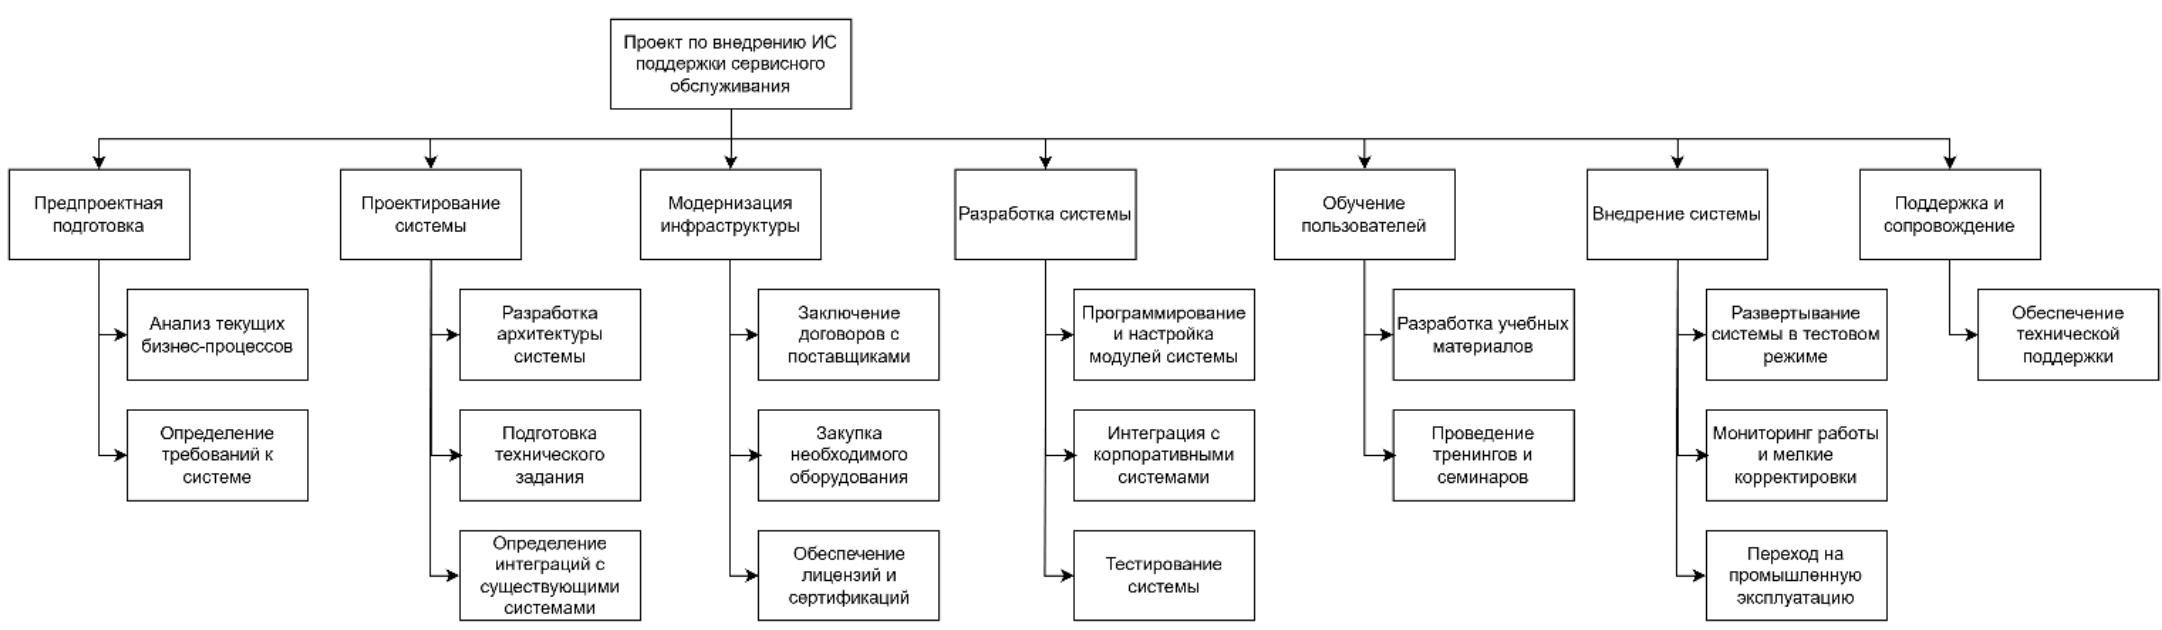 Проект по внедрению ИС
поддержки сервисного
обслуживания
Предпроектная
подготовка
Анализ текущих
бизнес-процессов
Определение
требований к
системе
Проектирование
системы
Разработка
архитектуры
системы
Подготовка
технического
задания
Определение
интеграций с
существующими
системами
Модернизация
инфраструктуры
Заключение
договоров с
поставщиками
Закупка
необходимого
оборудования
Обеспечение
лицензий и
сертификаций
Разработка системы
Программирование
и настройка
модулей системы
Интеграция с
корпоративными
системами
Тестирование
системы
Обучение
пользователей
Разработка учебных
материалов
Проведение
тренингов и
семинаров
Внедрение системы
Развертывание
системы в тестовом
режиме
Мониторинг работы
и мелкие
корректировки
Переход на
промышленную
эксплуатацию
Поддержка и
сопровождение
Обеспечение
технической
поддержки